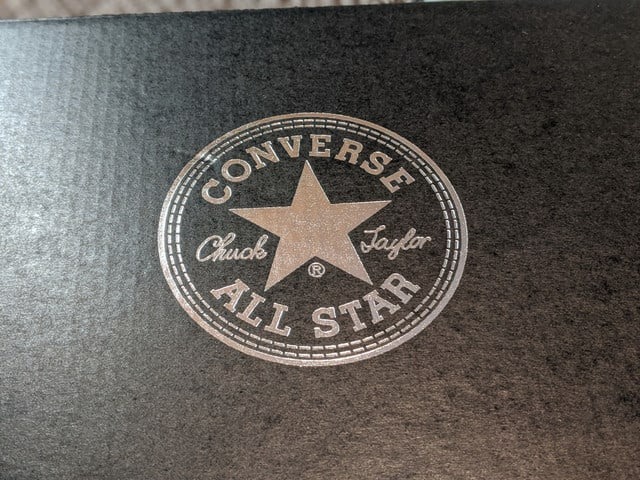 CONVERSE
Chuck Taylor
®
ALL STAR